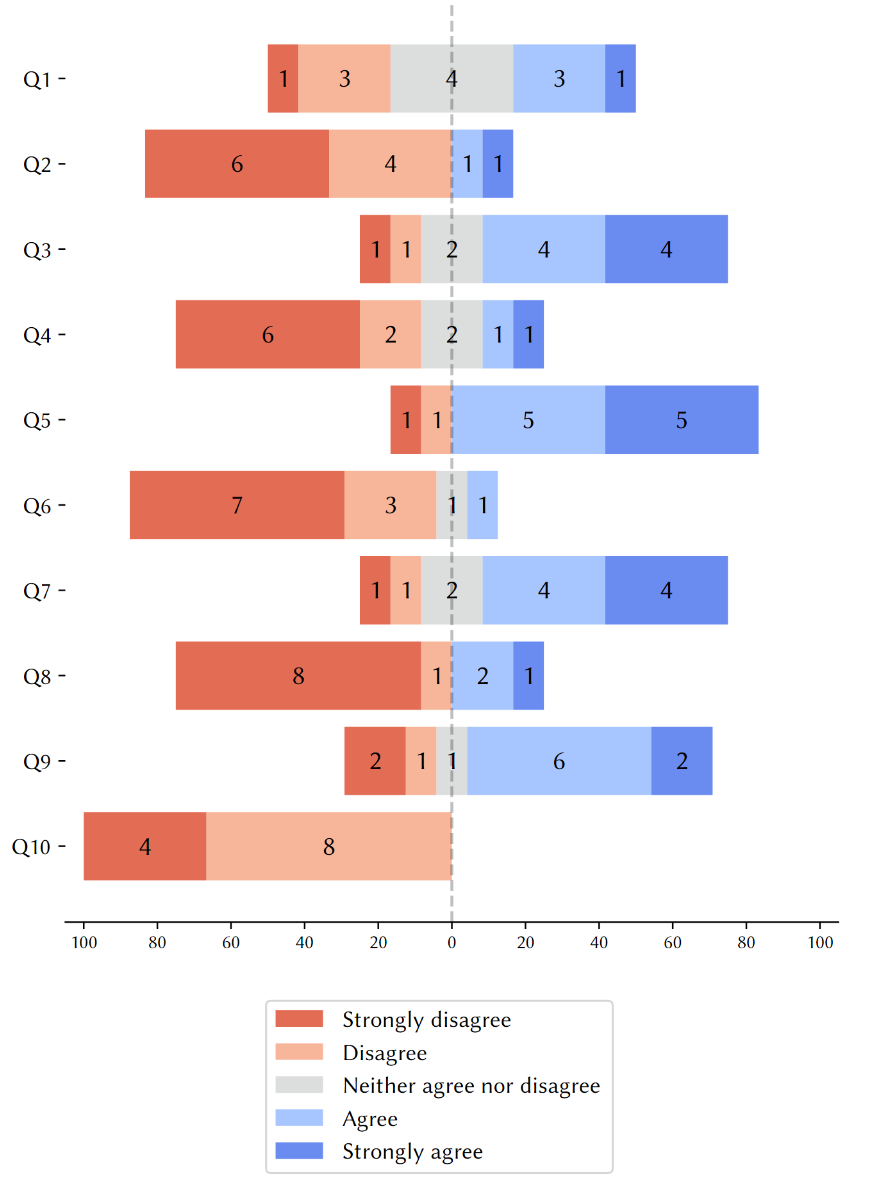 Q1 1 3 4 3 1
Q2 6 4 1 1
Q3 1 1 2 4 4
Q4 6 2 2 1 1
Q5 1 1 5 5
Q6 7 3 1 1
Q7 1 1 2 4 4
Q8 8 1 2 1
Q9 2 1 1 6 2
Q10 4 8
100 80 60 40 20 0 20 40 60 80 100
Strongly disagree
Disagree
Neither agree nor disagree
Agree
Strongly agree